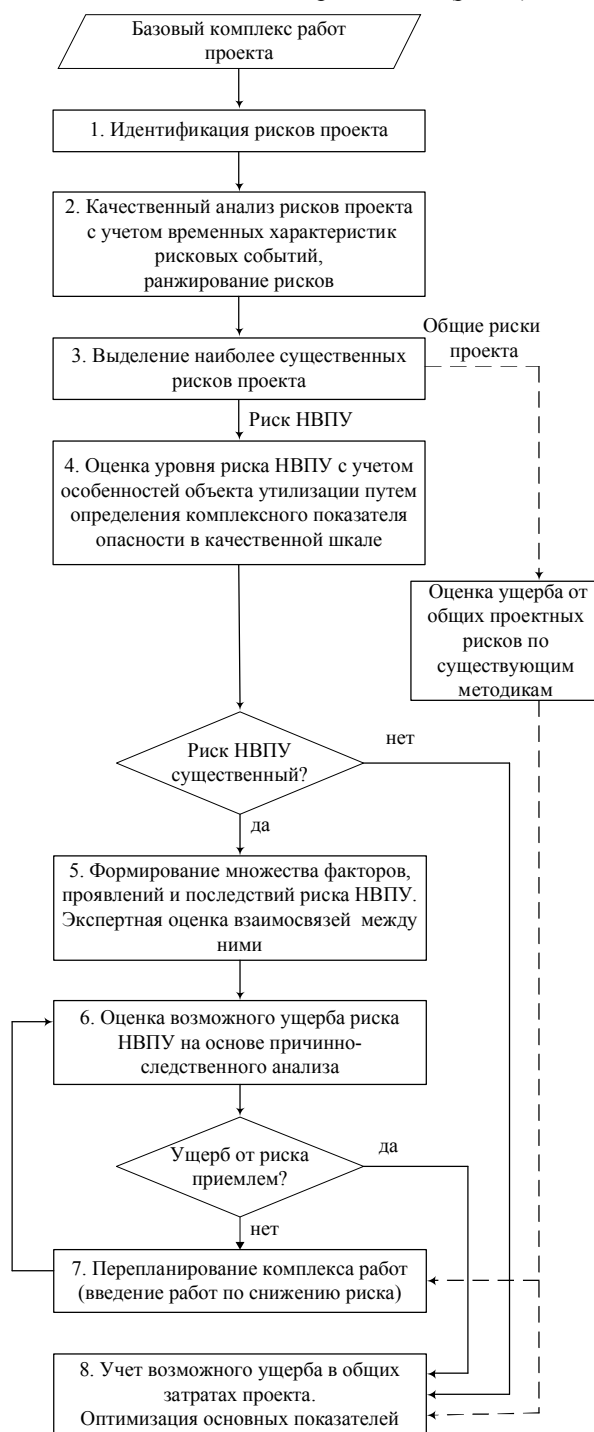 Базовый комплекс работ
проекта
1. Идентификация рисков проекта
2. Качественный анализ рисков проекта
с учетом временных характеристик
рисковых событий,
ранжирование рисков
Общие риски
проекта
3. Выделение наиболее существенных
рисков проекта
Риск НВПУ
4. Оценка уровня риска НВПУ с учетом
особенностей объекта утилизации путем
определения комплексного показателя
опасности в качественной шкале
Оценка ущерба от
общих проектных
рисков по
существующим
методикам
Риск НВПУ
существенный?
нет
да
5. Формирование множества факторов,
проявлений и последствий риска НВПУ.
Экспертная оценка взаимосвязей между
ними
6. Оценка возможного ущерба риска
НВПУ на основе причинно-
следственного анализа
Ущерб от риска
приемлем?
да
нет
7. Перепланирование комплекса работ
(введение работ по снижению риска)
8. Учет возможного ущерба в общих
затратах проекта.
Оптимизация основных показателей